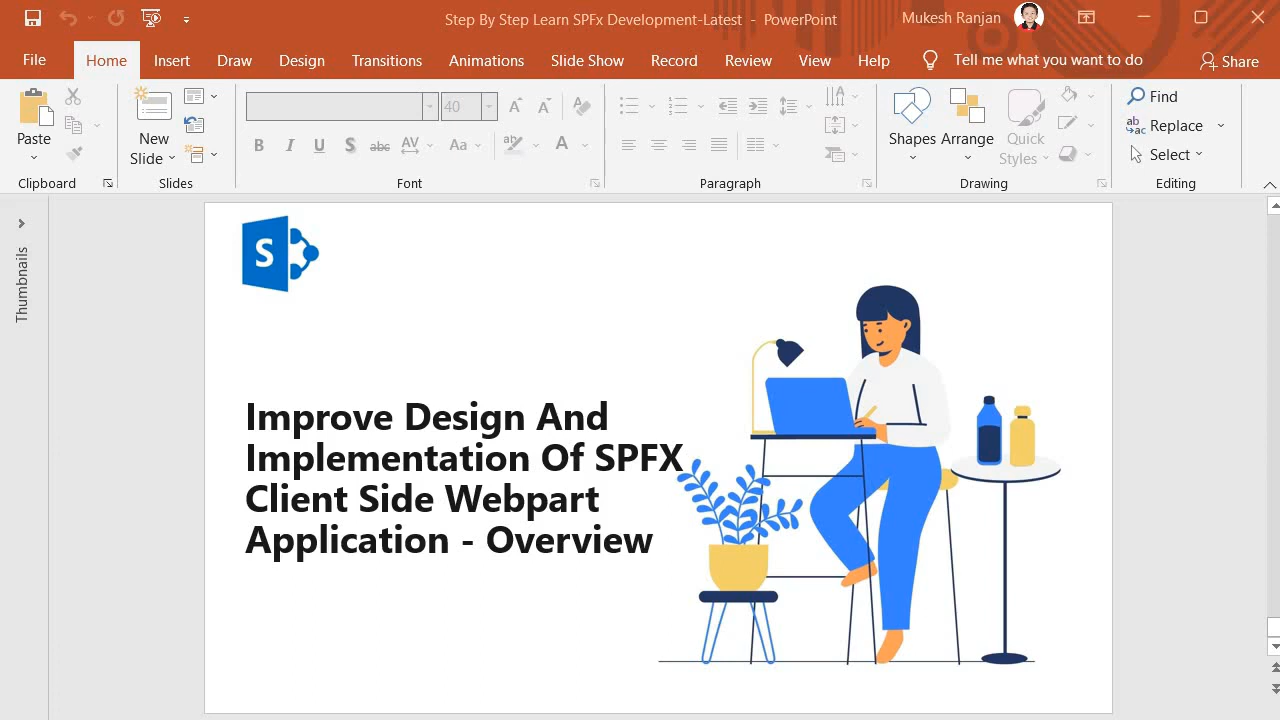 Step By Step Learn SPFx Development-Latest - PowerPoint
Mukesh Ranjan
File Home Insert Draw Design Transitions Animations Slide Show Record Review View Help Tell me what you want to do Share
Paste
Clipboard
New
Slide
Slides
40
B I U S abc AV Aa A
Font
Paragraph
Shapes
Arrange
Quick
Styles
Drawing
Find
Replace
Select
Editing
Thumbnails
S
Improve Design And
Implementation Of SPFX
Client Side Webpart
Application - Overview